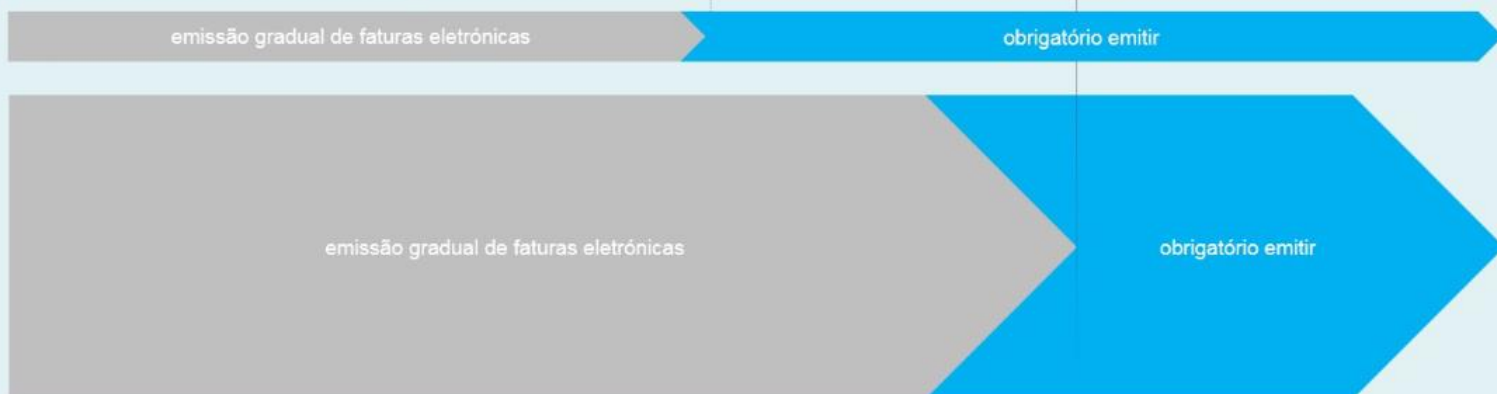 emissão gradual de faturas eletrónicas
obrigatório emitir
emissão gradual de faturas eletrónicas
obrigatório emitir